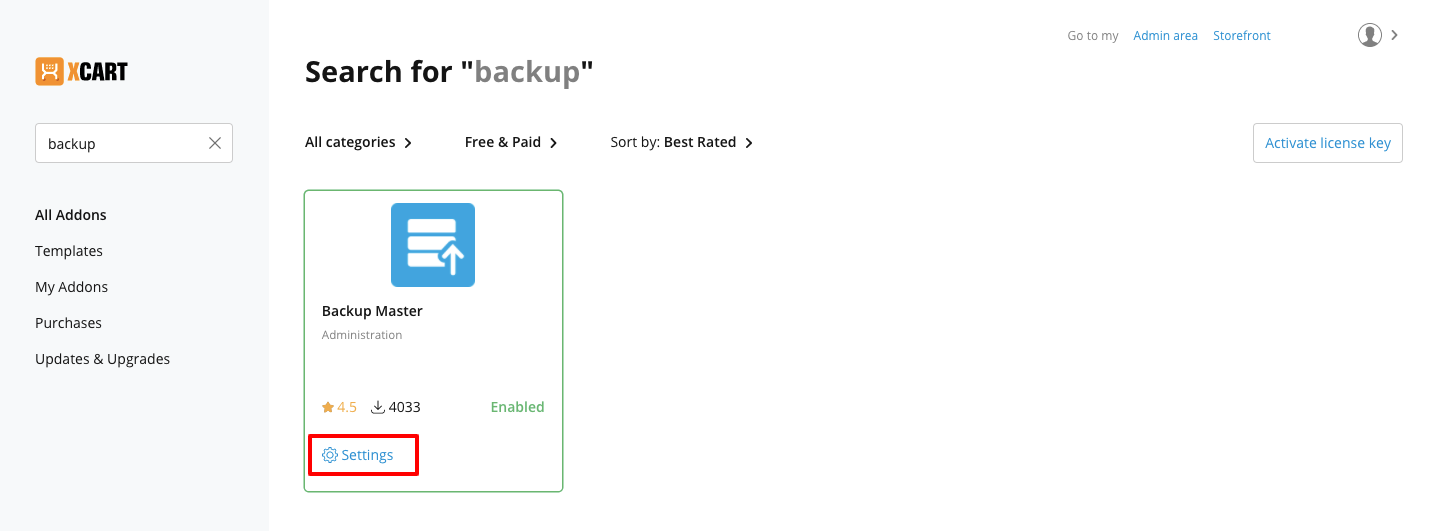 Go to my Admin area Storefront
XCART
Search for "backup"
backup
All categories Free & Paid Sort by: Best Rated Activate license key
All Addons
Templates
My Addons
Purchases
Updates & Upgrades
Backup Master
Administration
4.5 4033 Enabled
Settings